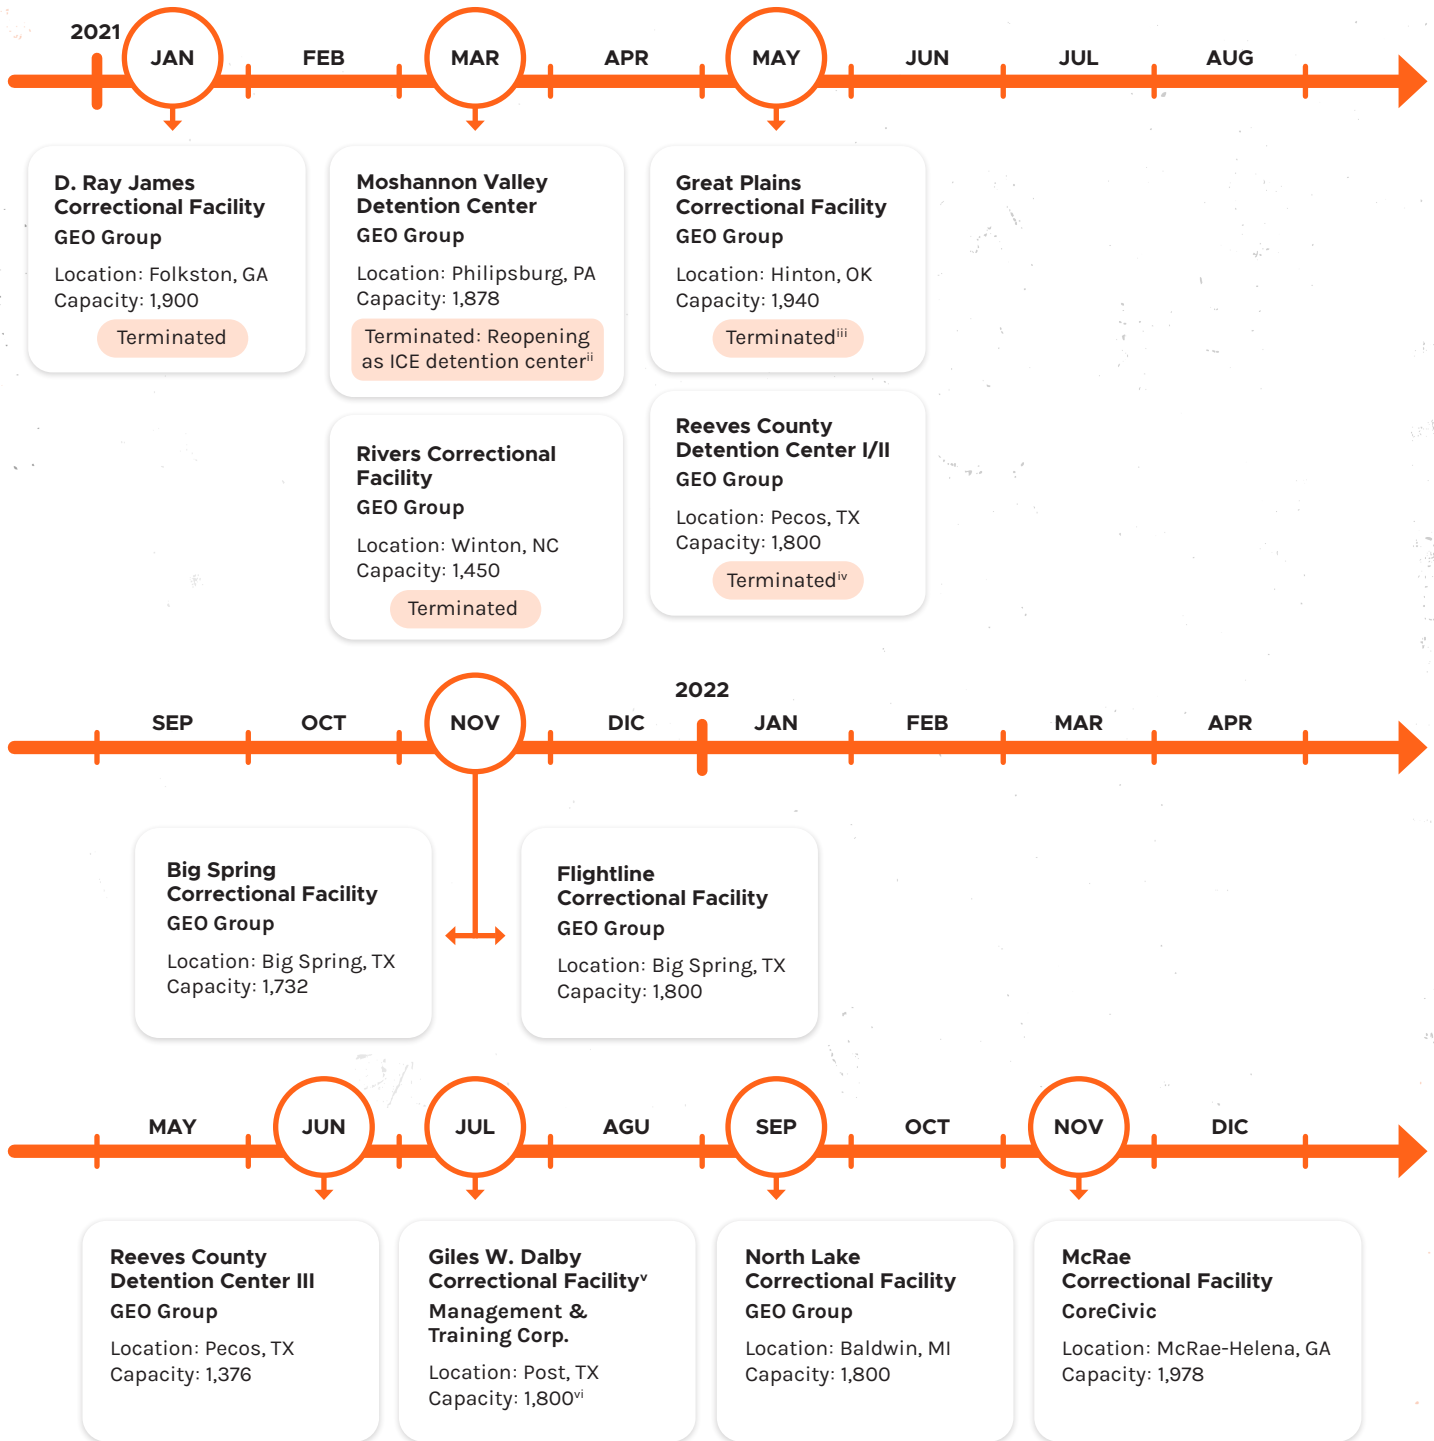 2021
JAN
FEB
MAR
APR
MAY
JUN
JUL
AUG
D. Ray James
Correctional Facility
GEO Group
Location: Folkston, GA
Capacity: 1,900
Terminated
Moshannon Valley
Detention Center
GEO Group
Location: Philipsburg, PA
Capacity: 1,878
Terminated: Reopening
as ICE detention centerⁱⁱ
Rivers Correctional
Facility
GEO Group
Location: Winton, NC
Capacity: 1,450
Terminated
Great Plains
Correctional Facility
GEO Group
Location: Hinton, OK
Capacity: 1,940
Terminatedⁱⁱⁱ
Reeves County
Detention Center I/II
GEO Group
Location: Pecos, TX
Capacity: 1,800
Terminatedⁱᵛ
2022
SEP
OCT
NOV
DIC
JAN
FEB
MAR
APR
Big Spring
Correctional Facility
GEO Group
Location: Big Spring, TX
Capacity: 1,732
Flightline
Correctional Facility
GEO Group
Location: Big Spring, TX
Capacity: 1,800
MAY
JUN
JUL
AGU
SEP
OCT
NOV
DIC
Reeves County
Detention Center III
GEO Group
Location: Pecos, TX
Capacity: 1,376
Giles W. Dalby
Correctional Facilityᵛ
Management &
Training Corp.
Location: Post, TX
Capacity: 1,800ᵛⁱ
North Lake
Correctional Facility
GEO Group
Location: Baldwin, MI
Capacity: 1,800
McRae
Correctional Facility
CoreCivic
Location: McRae-Helena, GA
Capacity: 1,978